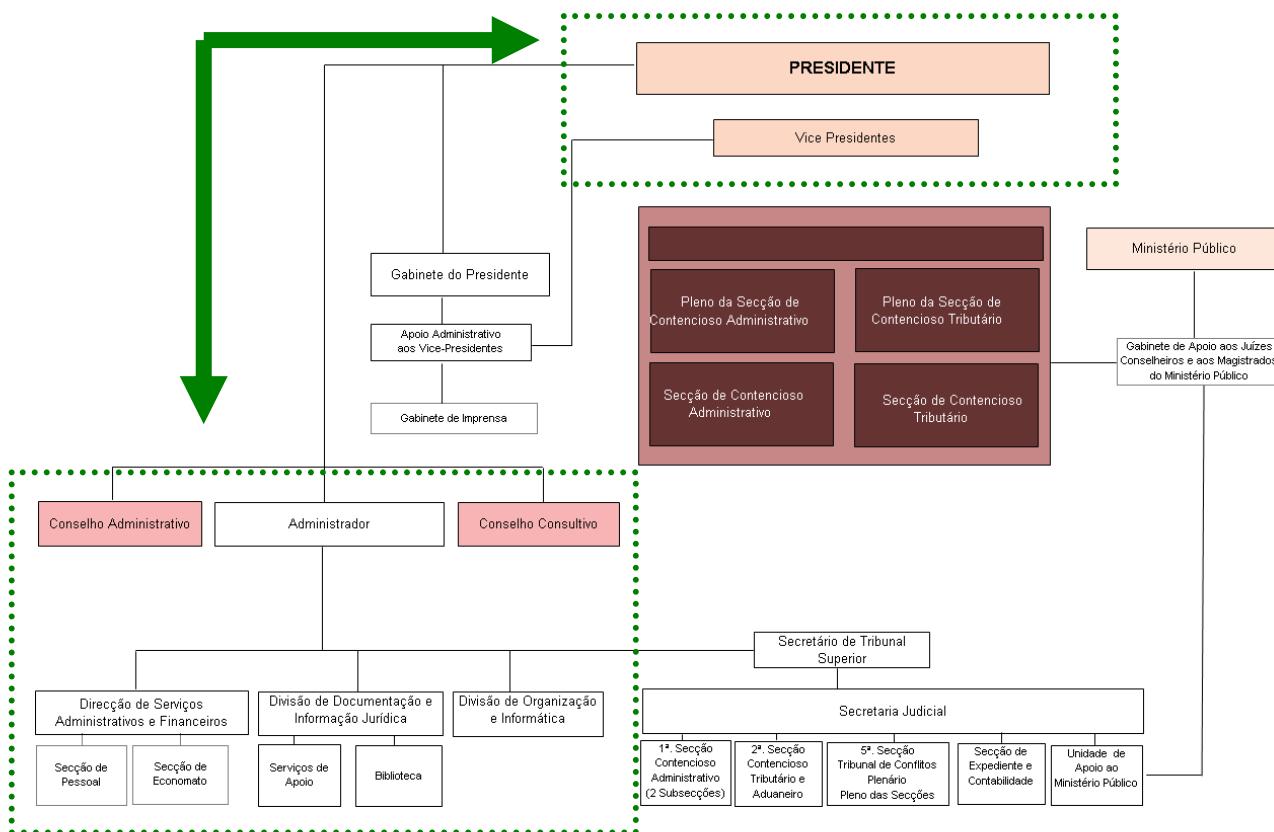 PRESIDENTE
Vice Presidentes
Gabinete do Presidente
Apoio Administrativo
aos Vice-Presidentes
Gabinete de Imprensa
Pleno da Secção de
Contencioso Administrativo
Pleno da Secção de
Contencioso Tributário
Secção de Contencioso
Administrativo
Secção de Contencioso
Tributário
Ministério Público
Gabinete de Apoio aos Juízes
Conselheiros e aos Magistrados
do Ministério Público
Conselho Administrativo
Administrador
Conselho Consultivo
Secretário de Tribunal
Superior
Direcção de Serviços
Administrativos e Financeiros
Divisão de Documentação e
Informação Jurídica
Divisão de Organização
e Informática
Secretaria Judicial
Secção de
Pessoal
Secção de
Economato
Serviços de
Apoio
Biblioteca
1ª. Secção
Contencioso
Administrativo
(2 Subsecções)
2ª. Secção
Contencioso
Tributário e
Aduaneiro
5ª. Secção
Tribunal de Conflitos
Plenário
Pleno das Secções
Secção de
Expediente e
Contabilidade
Unidade de
Apoio ao
Ministério Público